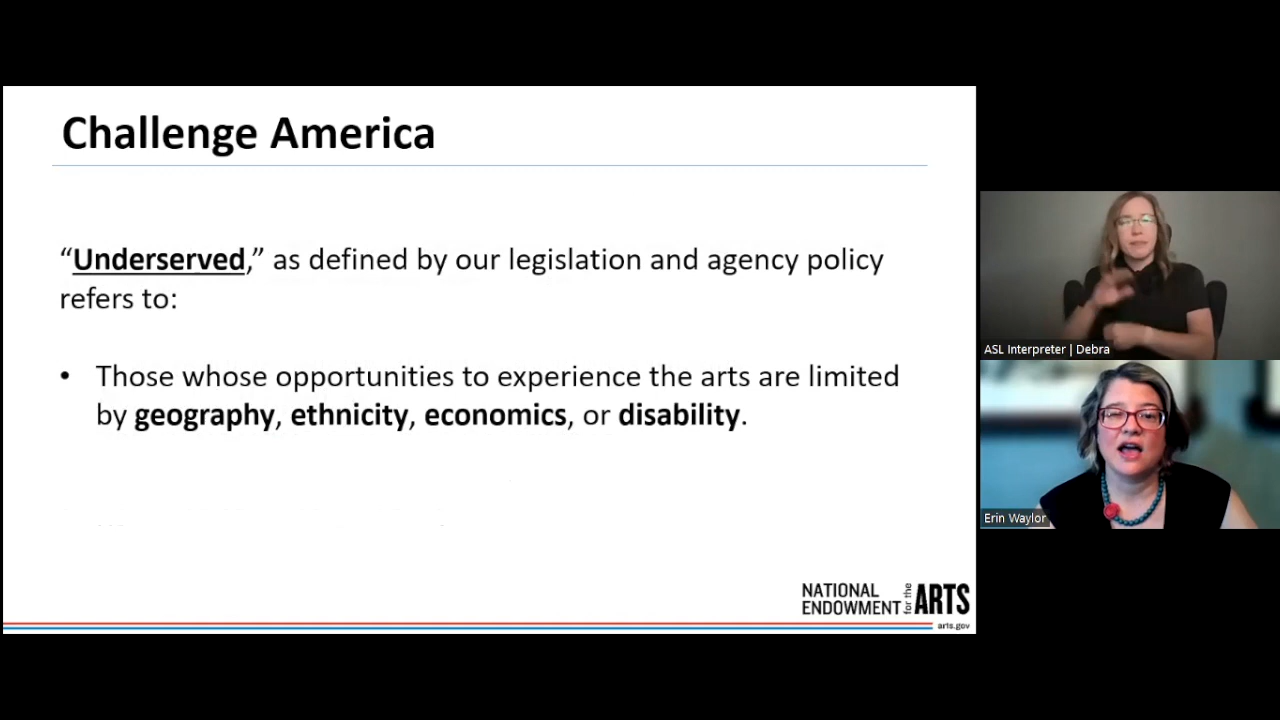 Challenge America
“Underserved,” as defined by our legislation and agency policy
refers to:
• Those whose opportunities to experience the arts are limited
by geography, ethnicity, economics, or disability.
NATIONAL
ENDOWMENT
for the
ARTS
arts.gov
ASL Interpreter | Debra
Erin Waylor